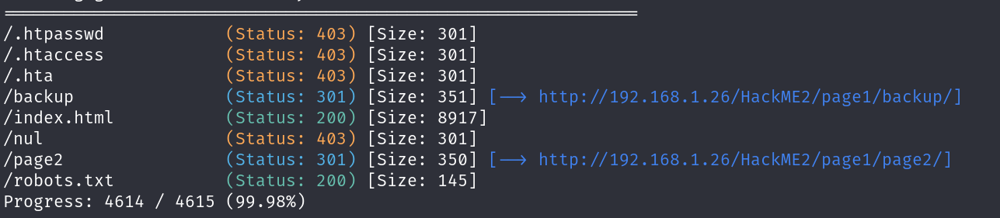 /.htpasswd (Status: 403) [Size: 301]
/.htaccess (Status: 403) [Size: 301]
/.hta (Status: 403) [Size: 301]
/backup (Status: 301) [Size: 351] [--> http://192.168.1.26/HackME2/page1/backup/]
/index.html (Status: 200) [Size: 8917]
/nul (Status: 403) [Size: 301]
/page2 (Status: 301) [Size: 350] [--> http://192.168.1.26/HackME2/page1/page2/]
/robots.txt (Status: 200) [Size: 145]
Progress: 4614 / 4615 (99.98%)